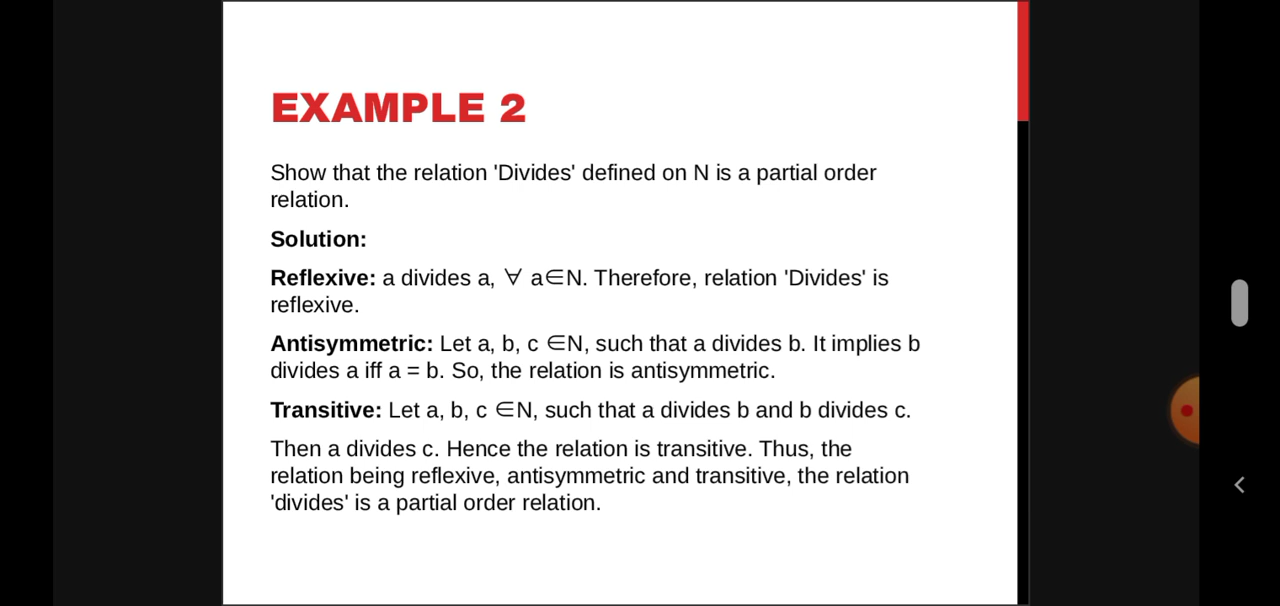 EXAMPLE 2
Show that the relation 'Divides' defined on N is a partial order
relation.
Solution:
Reflexive: a divides a, ∀ a∈N. Therefore, relation 'Divides' is
reflexive.
Antisymmetric: Let a, b, c ∈N, such that a divides b. It implies b
divides a iff a = b. So, the relation is antisymmetric.
Transitive: Let a, b, c ∈N, such that a divides b and b divides c.
Then a divides c. Hence the relation is transitive. Thus, the
relation being reflexive, antisymmetric and transitive, the relation
'divides' is a partial order relation.